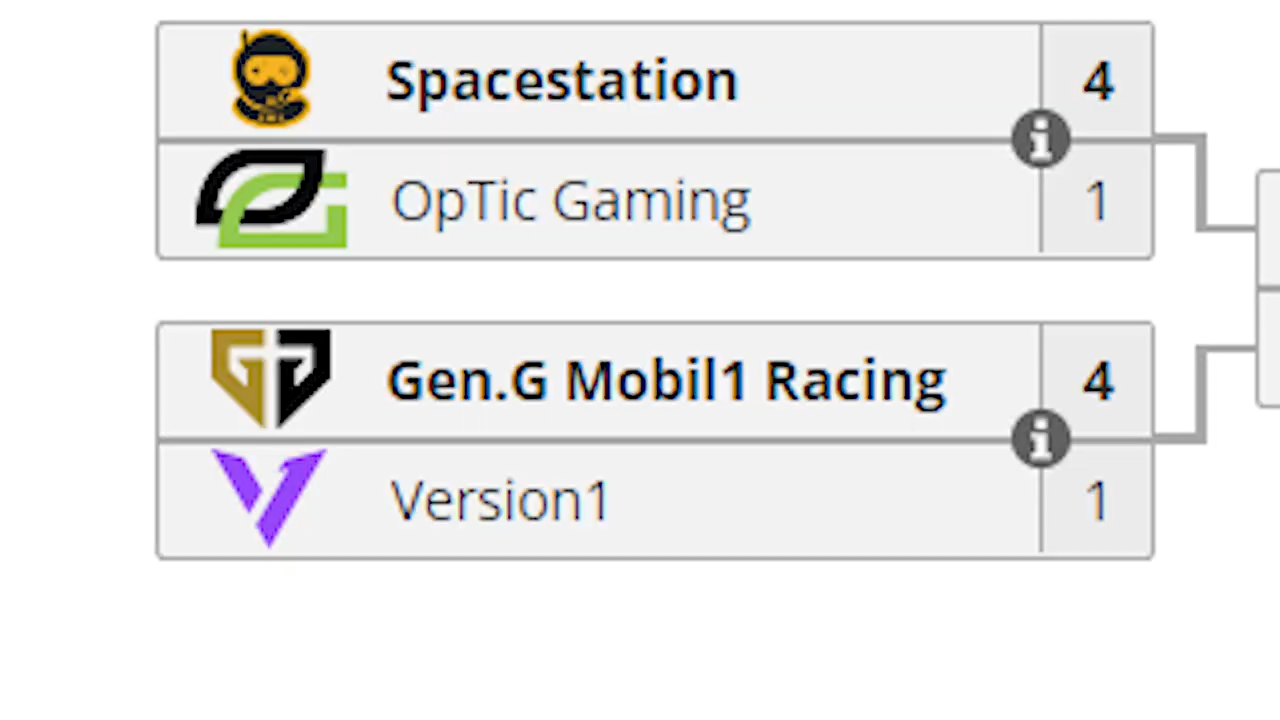 Spacestation 4
OpTic Gaming 1
Gen.G Mobil1 Racing 4
Version1 1